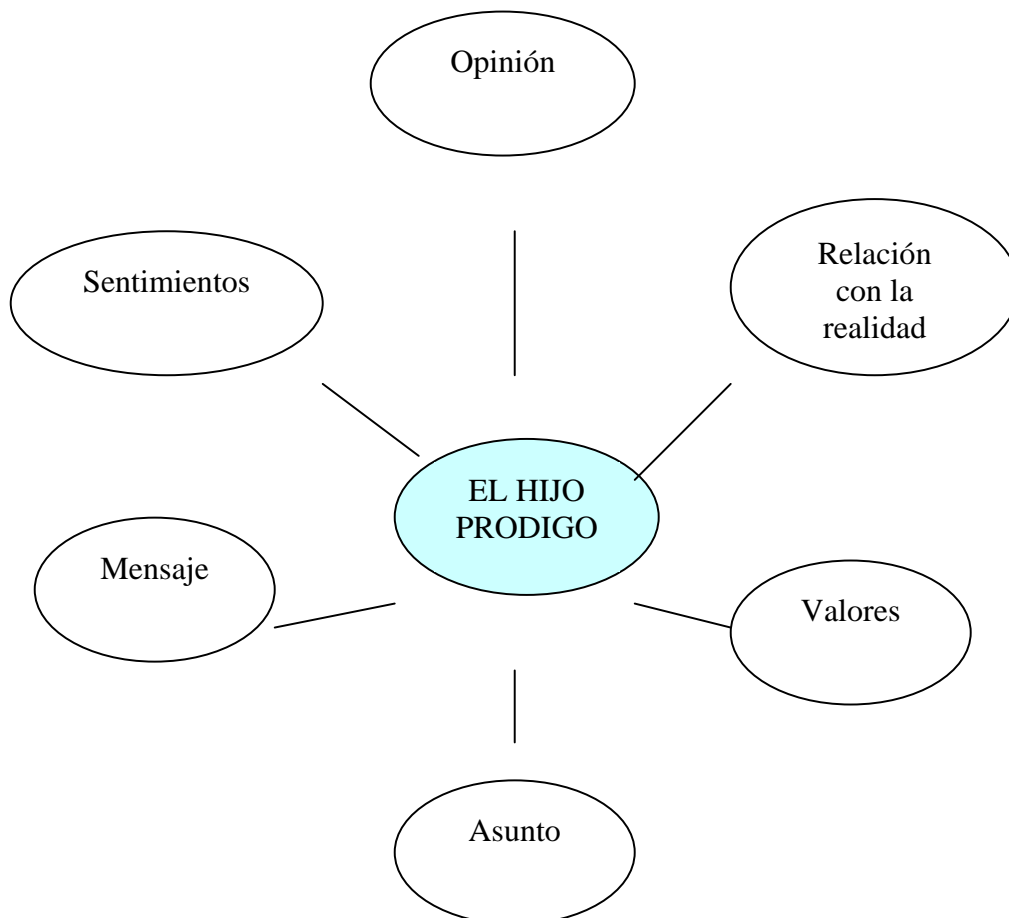 Opinión
Relación
con la
realidad
Sentimientos
EL HIJO
PRODIGO
Mensaje
Valores
Asunto